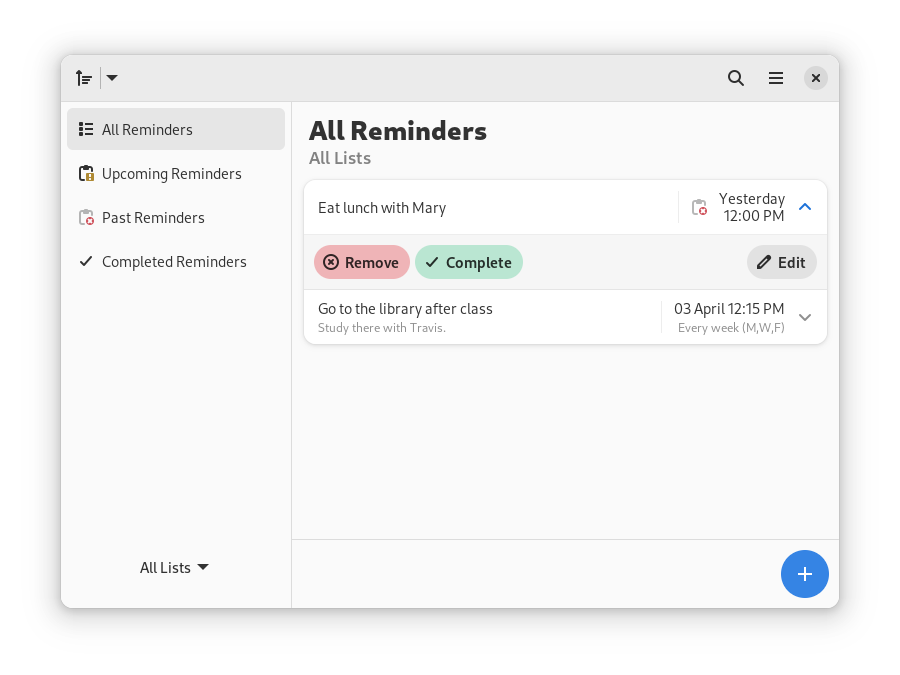 All Reminders
Upcoming Reminders
Past Reminders
Completed Reminders
All Lists
All Reminders
All Lists
Eat lunch with Mary
Yesterday
12:00 PM
Remove
Complete
Edit
Go to the library after class
Study there with Travis.
03 April 12:15 PM
Every week (M,W,F)